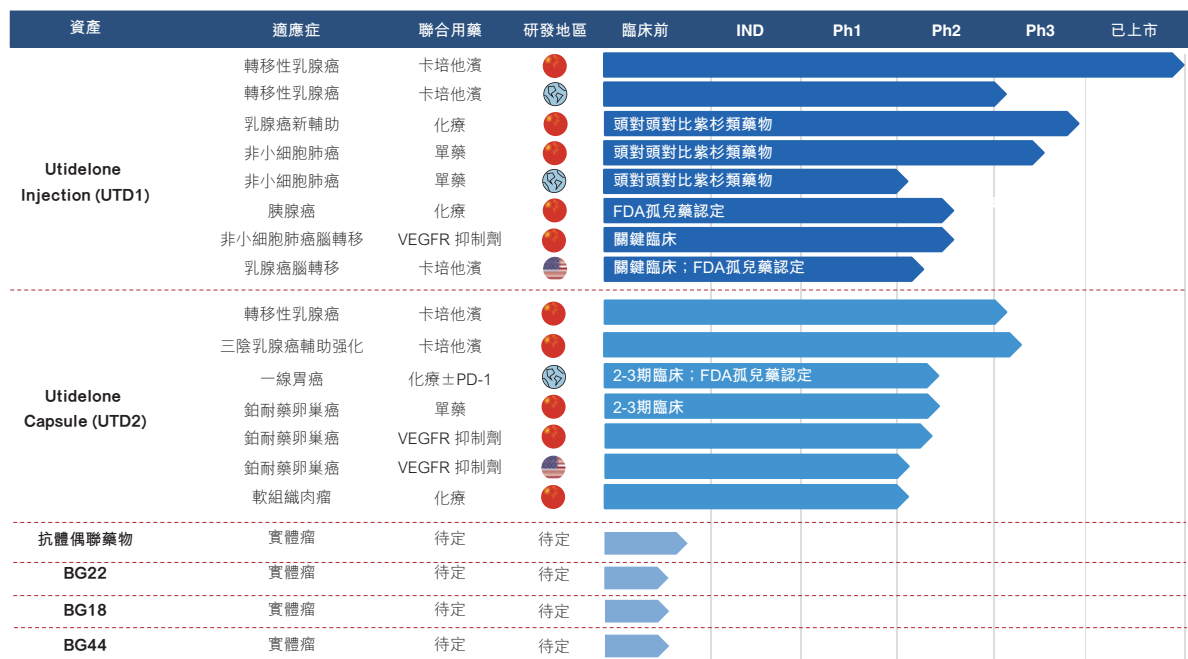 資產 適應症 聯合用藥 研發地區 臨床前 IND Ph1 Ph2 Ph3 已上市
轉移性乳腺癌 卡培他濱
轉移性乳腺癌 卡培他濱
乳腺癌新輔助 化療 頭對頭對比紫杉類藥物
非小細胞肺癌 單藥 頭對頭對比紫杉類藥物
Utidelone
Injection (UTD1)
非小細胞肺癌 單藥 頭對頭對比紫杉類藥物
胰腺癌 化療 FDA孤兒藥認定
非小細胞肺癌腦轉移 VEGFR 抑制劑 關鍵臨床
乳腺癌腦轉移 卡培他濱 關鍵臨床；FDA孤兒藥認定
轉移性乳腺癌 卡培他濱
三陰乳腺癌輔助强化 卡培他濱
一線胃癌 化療±PD-1 2-3期臨床；FDA孤兒藥認定
Utidelone
Capsule (UTD2)
鉑耐藥卵巢癌 單藥 2-3期臨床
鉑耐藥卵巢癌 VEGFR 抑制劑
鉑耐藥卵巢癌 VEGFR 抑制劑
軟組織肉瘤 化療
抗體偶聯藥物 實體瘤 待定 待定
BG22 實體瘤 待定 待定
BG18 實體瘤 待定 待定
BG44 實體瘤 待定 待定